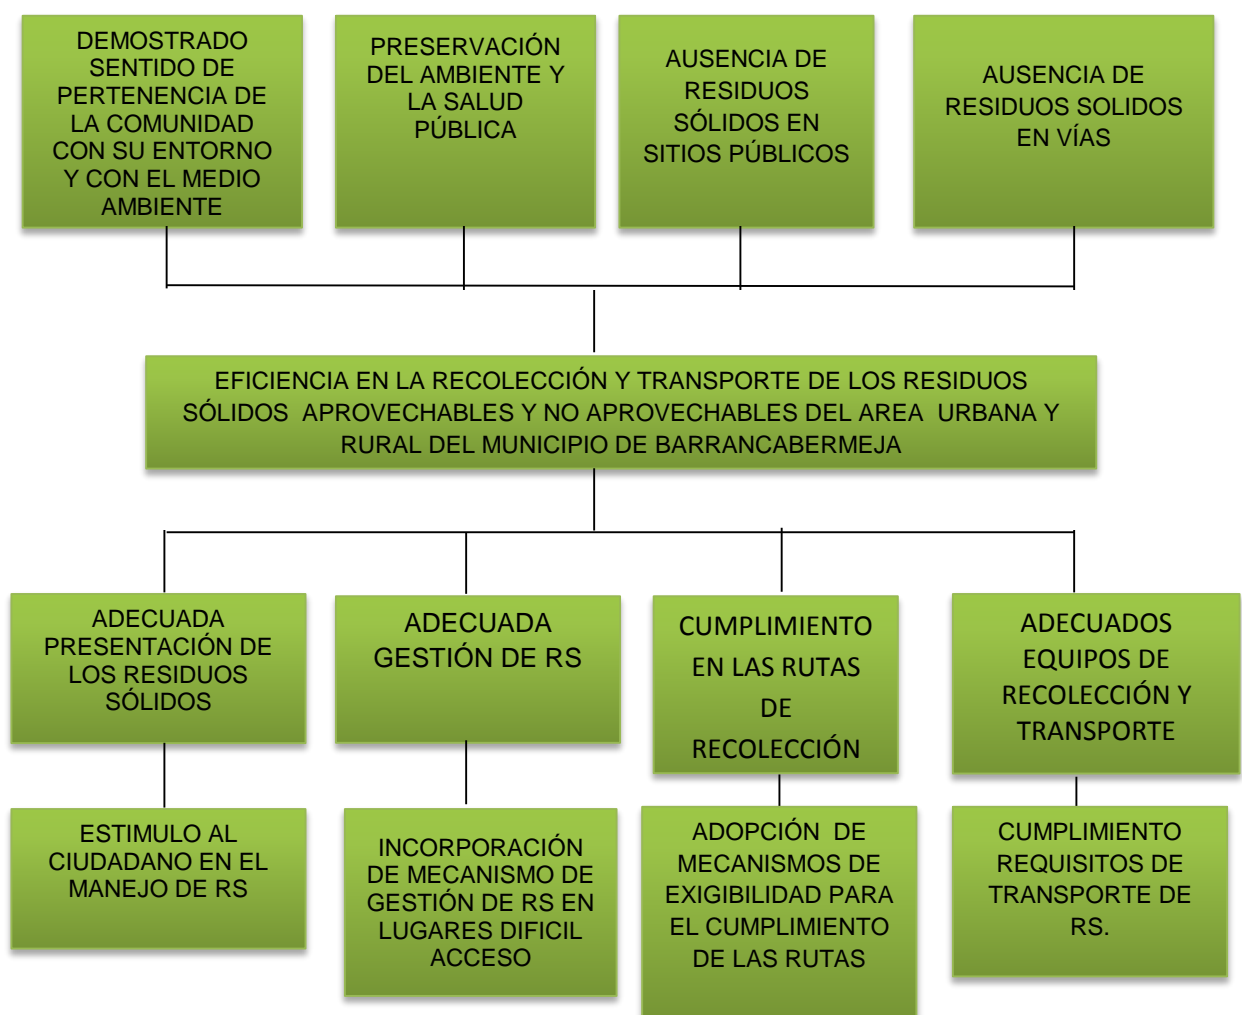 DEMOSTRADO
SENTIDO DE
PERTENENCIA DE
LA COMUNIDAD
CON SU ENTORNO
Y CON EL MEDIO
AMBIENTE
PRESERVACIÓN
DEL AMBIENTE Y
LA SALUD
PÚBLICA
AUSENCIA DE
RESIDUOS
SÓLIDOS EN
SITIOS PÚBLICOS
AUSENCIA DE
RESIDUOS SOLIDOS
EN VÍAS
EFICIENCIA EN LA RECOLECCIÓN Y TRANSPORTE DE LOS RESIDUOS
SÓLIDOS APROVECHABLES Y NO APROVECHABLES DEL AREA URBANA Y
RURAL DEL MUNICIPIO DE BARRANCABERMEJA
ADECUADA
PRESENTACIÓN DE
LOS RESIDUOS
SÓLIDOS
ADECUADA
GESTIÓN DE RS
CUMPLIMIENTO
EN LAS RUTAS
DE
RECOLECCIÓN
ADECUADOS
EQUIPOS DE
RECOLECCIÓN Y
TRANSPORTE
ESTIMULO AL
CIUDADANO EN EL
MANEJO DE RS
INCORPORACIÓN
DE MECANISMO DE
GESTIÓN DE RS EN
LUGARES DIFICIL
ACCESO
ADOPCIÓN DE
MECANISMOS DE
EXIGIBILIDAD PARA
EL CUMPLIMIENTO
DE LAS RUTAS
CUMPLIMIENTO
REQUISITOS DE
TRANSPORTE DE
RS.